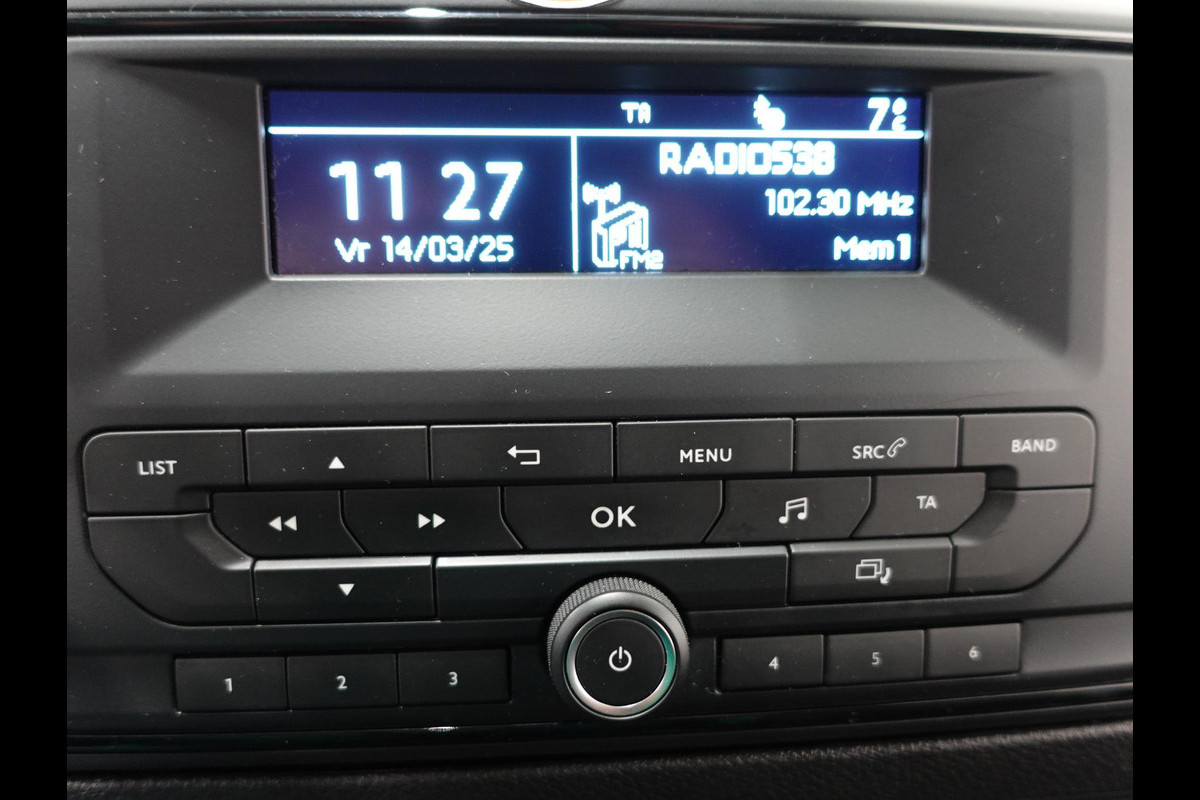 TA 7°C
11 27
Vr 14/03/25
RADIO538
102.30 MHz
FM2
Mem 1
LIST
MENU
SRC
BAND
OK
TA
1
2
3
4
5
6